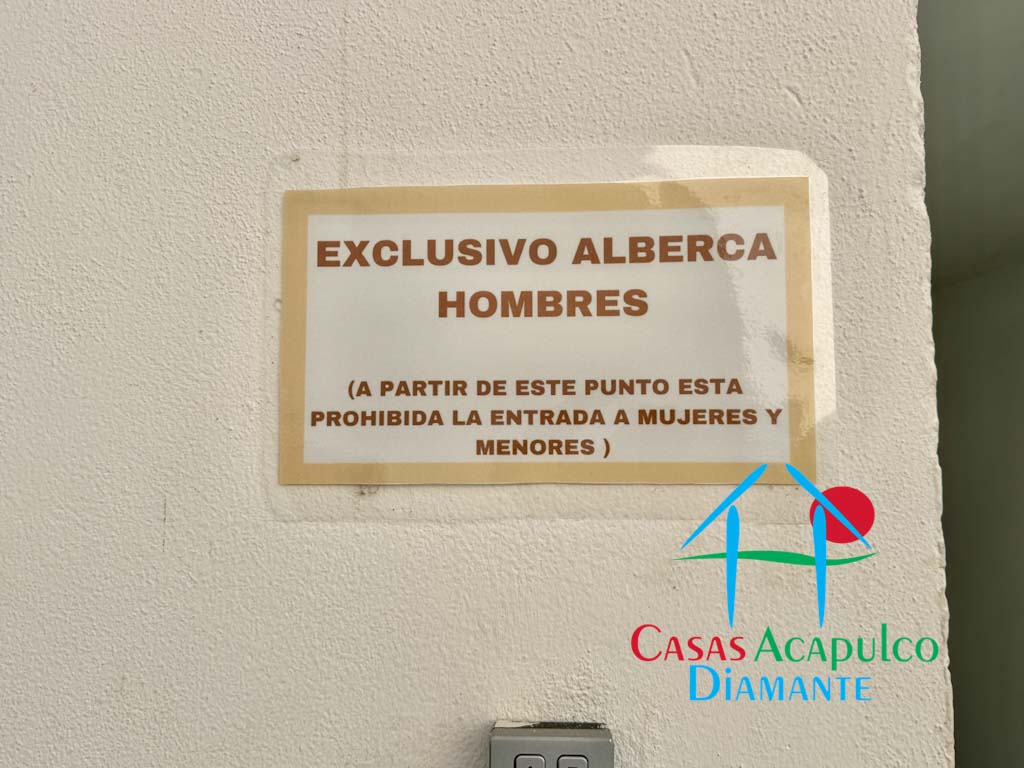 EXCLUSIVO ALBERCA
HOMBRES
(A PARTIR DE ESTE PUNTO ESTA
PROHIBIDA LA ENTRADA A MUJERES Y
MENORES )
CASAS ACAPULCO
DIAMANTE